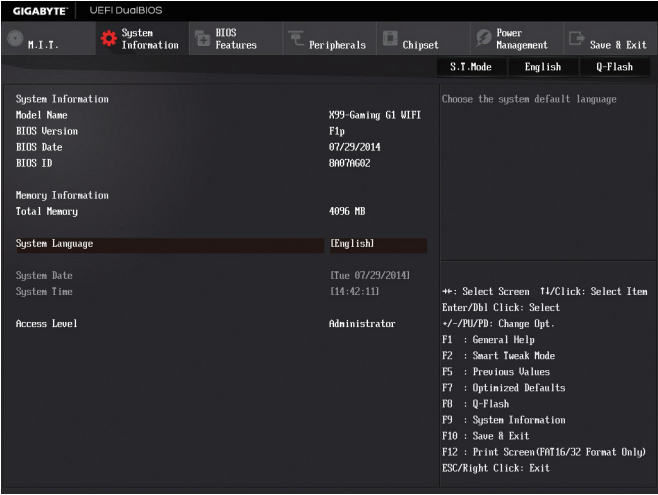 GIGABYTE™ UEFI DualBIOS
M.I.T. System Information BIOS Features Peripherals Chipset Power Management Save & Exit
S.T.Mode English Q-Flash
System Information
Choose the system default language
Model Name X99-Gaming G1 WIFI
BIOS Version F1p
BIOS Date 07/29/2014
BIOS ID 8A07AG02
Memory Information
Total Memory 4096 MB
System Language [English]
System Date [Tue 07/29/2014]
System Time [14:42:11]
Access Level Administrator
→←: Select Screen ↑↓/Click: Select Item
Enter/Dbl Click: Select
+/-/PU/PD: Change Opt.
F1 : General Help
F2 : Smart Tweak Mode
F5 : Previous Values
F7 : Optimized Defaults
F8 : Q-Flash
F9 : System Information
F10 : Save & Exit
F12 : Print Screen(FAT16/32 Format Only)
ESC/Right Click: Exit